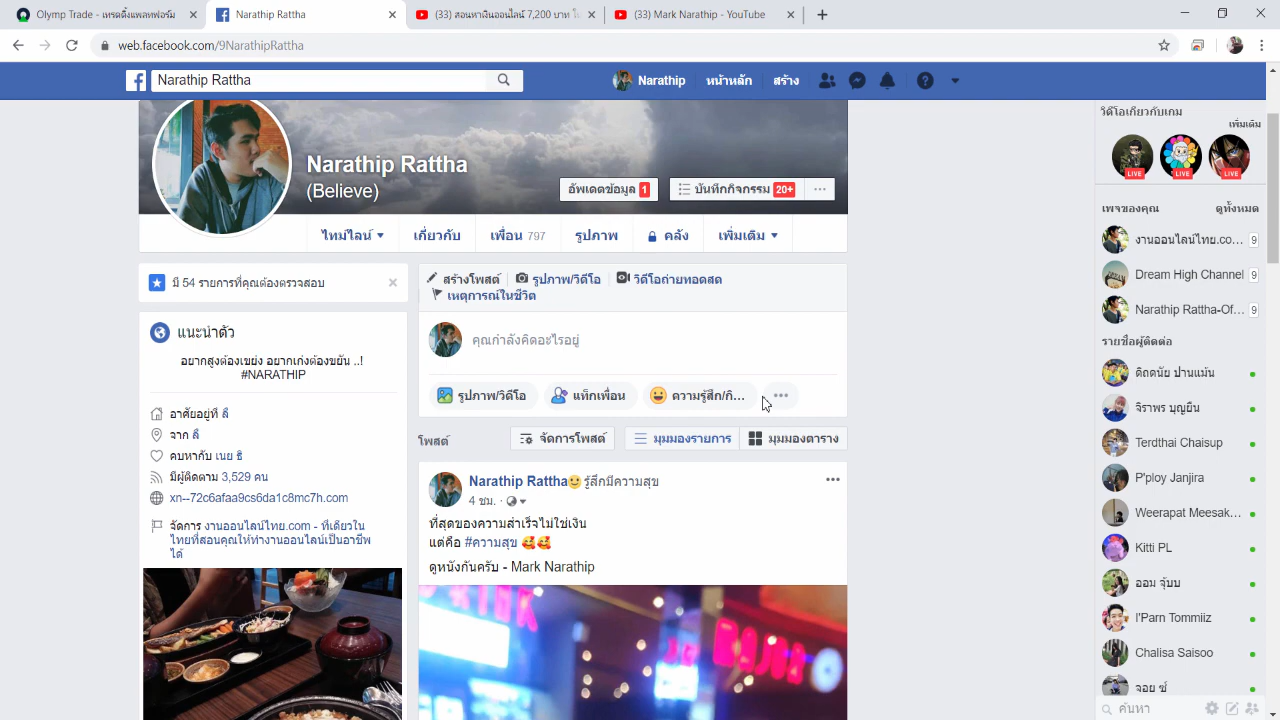 Olymp Trade - เทรดดิ้งแพลทฟอร์ม
Narathip Rattha
(33) สอนหาเงินออนไลน์ 7,200 บาท
(33) Mark Narathip - YouTube
web.facebook.com/9NarathipRattha
Narathip Rattha
Narathip
หน้าหลัก
สร้าง
Narathip Rattha
(Believe)
อัพเดตข้อมูล 1
บันทึกกิจกรรม 20+
ไทม์ไลน์
เกี่ยวกับ
เพื่อน 797
รูปภาพ
คลัง
เพิ่มเติม
มี 54 รายการที่คุณต้องตรวจสอบ
แนะนำตัว
อยากสูงต้องเขย่ง อยากเก่งต้องขยัน ..!
#NARATHIP
อาศัยอยู่ที่ ลี้
จาก ลี้
คบหากับ เนย ธิ
มีผู้ติดตาม 3,529 คน
xn--72c6afaa9cs6da1c8mc7h.com
จัดการ งานออนไลน์ไทย.com - ที่เดียวใน
ไทยที่สอนคุณให้ทำงานออนไลน์เป็นอาชีพ
ได้
สร้างโพสต์
รูปภาพ/วิดีโอ
วิดีโอถ่ายทอดสด
เหตุการณ์ในชีวิต
คุณกำลังคิดอะไรอยู่
รูปภาพ/วิดีโอ
แท็กเพื่อน
ความรู้สึก/กิ...
โพสต์
จัดการโพสต์
มุมมองรายการ
มุมมองตาราง
Narathip Rattha🙂 รู้สึกมีความสุข
4 ชม. ·
ที่สุดของความสำเร็จไม่ใช่เงิน
แต่คือ #ความสุข 🥰🥰
ดูหนังกันครับ - Mark Narathip
วิดีโอเกี่ยวกับเกม
เพิ่มเติม
LIVE
LIVE
LIVE
เพจของคุณ
ดูทั้งหมด
งานออนไลน์ไทย.co... 9
Dream High Channel 9
Narathip Rattha-Of... 9
รายชื่อผู้ติดต่อ
ดิถดนัย ปานแม้น
จิราพร บุญยืน
Terdthai Chaisup
P'ploy Janjira
Weerapat Meesak...
Kitti PL
ออม จุ๊บบุ
I'Parn Tommiiz
Chalisa Saisoo
จอย ซ์
ค้นหา